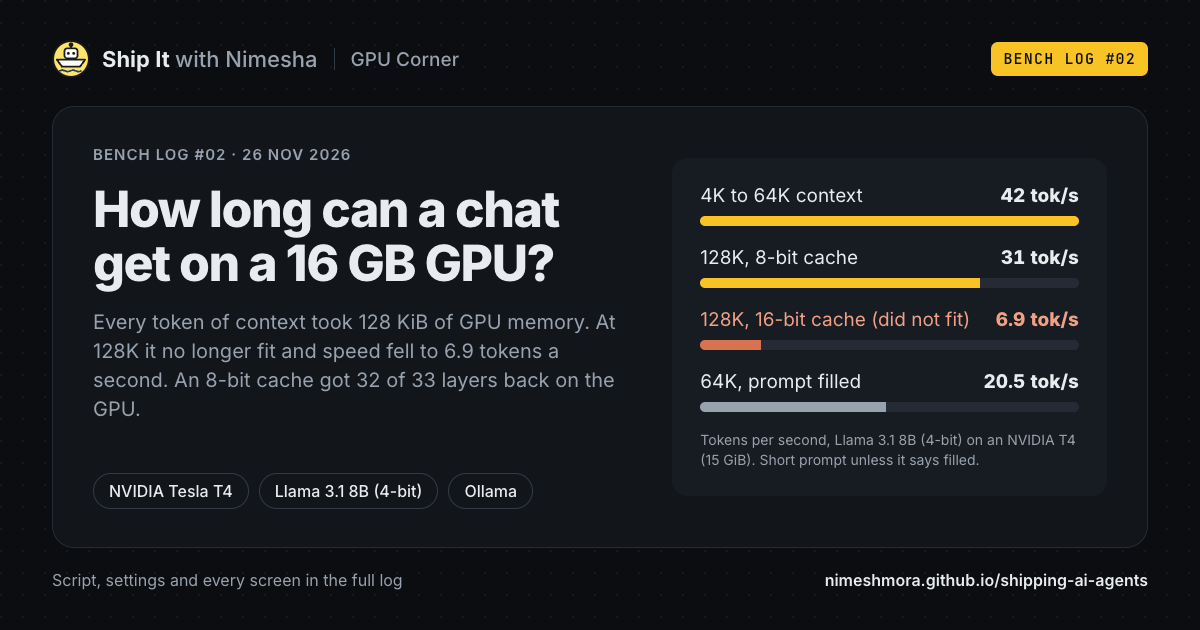 Ship It with Nimesha
GPU Corner
BENCH LOG #02
BENCH LOG #02 · 26 NOV 2026
How long can a chat
get on a 16 GB GPU?
Every token of context took 128 KiB of GPU memory. At
128K it no longer fit and speed fell to 6.9 tokens a
second. An 8-bit cache got 32 of 33 layers back on the
GPU.
NVIDIA Tesla T4
Llama 3.1 8B (4-bit)
Ollama
4K to 64K context 42 tok/s
128K, 8-bit cache 31 tok/s
128K, 16-bit cache (did not fit) 6.9 tok/s
64K, prompt filled 20.5 tok/s
Tokens per second, Llama 3.1 8B (4-bit) on an NVIDIA T4
(15 GiB). Short prompt unless it says filled.
Script, settings and every screen in the full log
nimeshmora.github.io/shipping-ai-agents